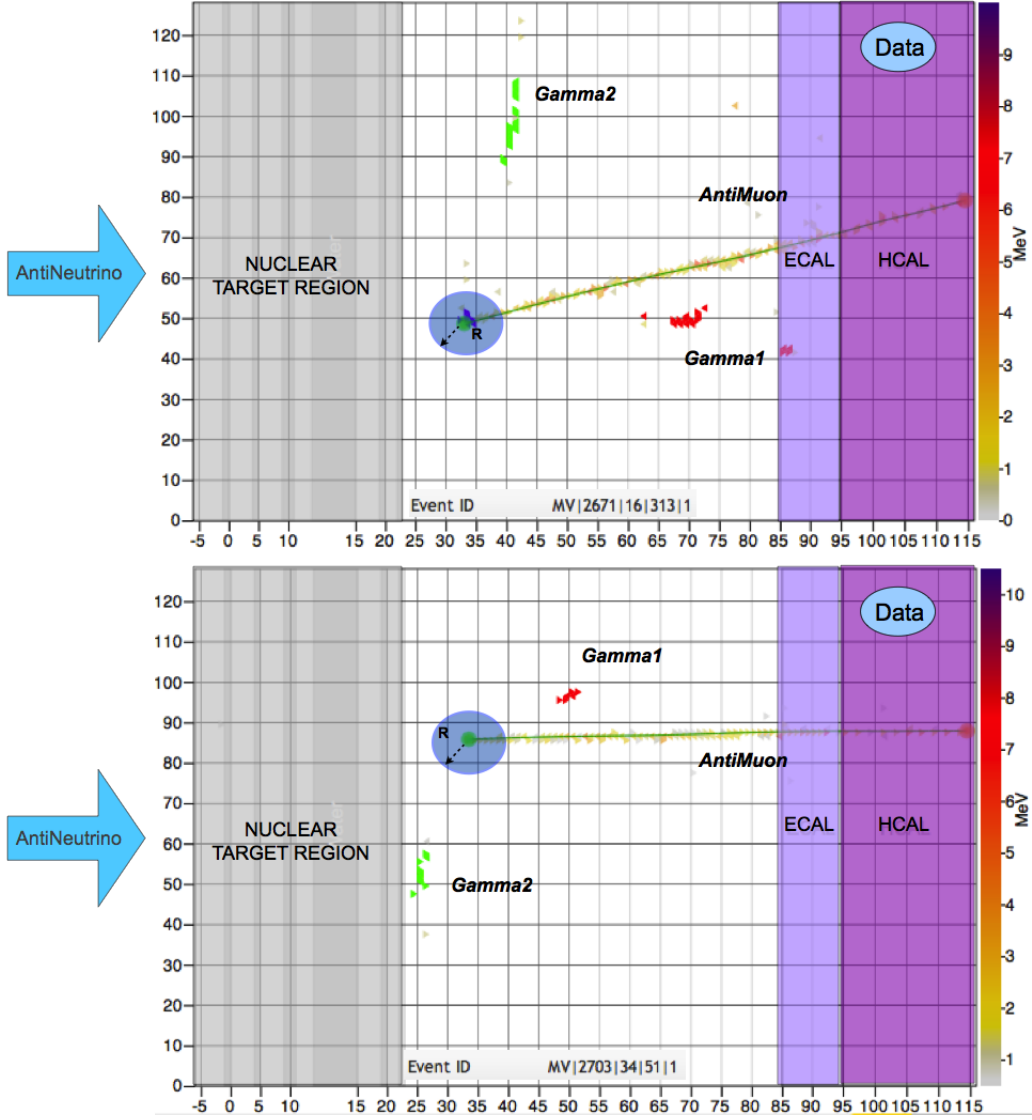 120
110
100
90
80
70
60
50
40
30
20
10
0
-5 0 5 10 15 20 25 30 35 40 45 50 55 60 65 70 75 80 85 90 95 100 105 110 115
Data
Gamma2
AntiMuon
AntiNeutrino
NUCLEAR
TARGET REGION
ECAL
HCAL
R
Gamma1
Event ID MV|2671|16|313|1
9
8
7
6
5
4
3
2
1
0
MeV
120
110
100
90
80
70
60
50
40
30
20
10
0
-5 0 5 10 15 20 25 30 35 40 45 50 55 60 65 70 75 80 85 90 95 100 105 110 115
Data
Gamma1
R
AntiMuon
AntiNeutrino
NUCLEAR
TARGET REGION
ECAL
HCAL
Gamma2
Event ID MV|2703|34|51|1
10
9
8
7
6
5
4
3
2
1
MeV